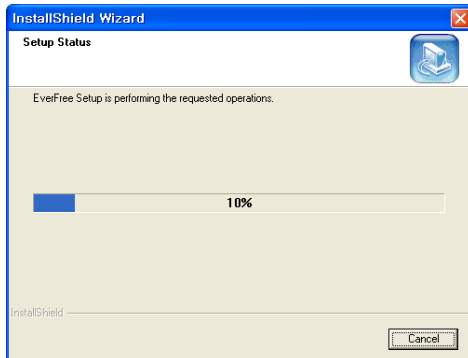 InstallShield Wizard
Setup Status
EverFree Setup is performing the requested operations.
10%
InstallShield
Cancel